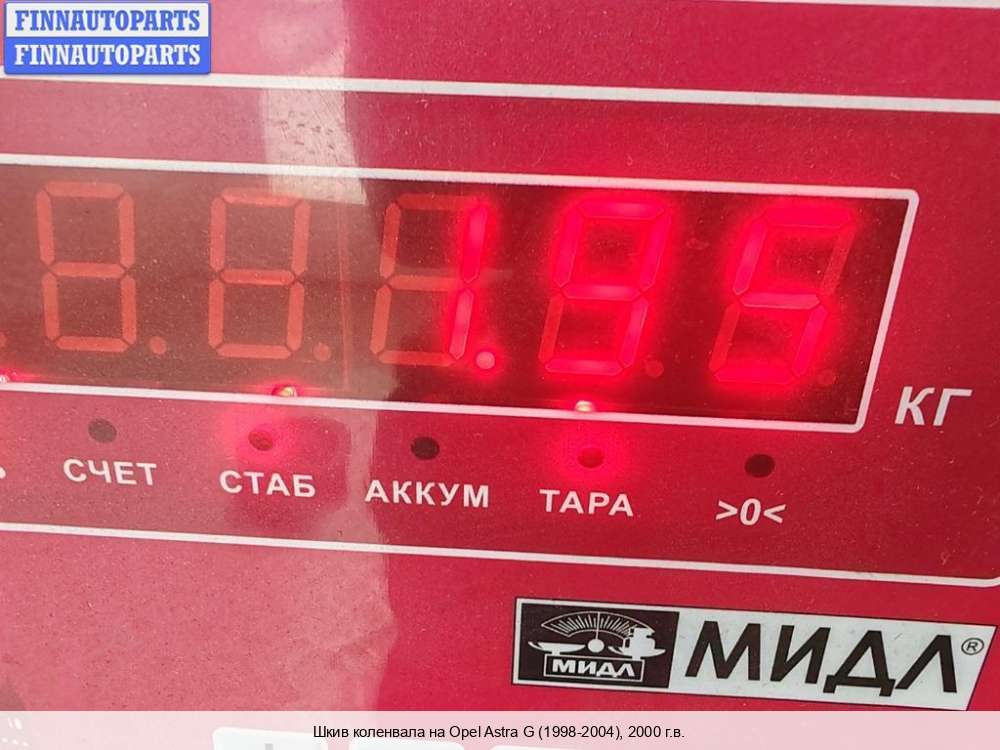 FINNAUTOPARTS
FINNAUTOPARTS
1.95
КГ
СЧЕТ СТАБ АККУМ ТАРА >0<
МИДЛ МИДЛ®
Шкив коленвала на Opel Astra G (1998-2004), 2000 г.в.